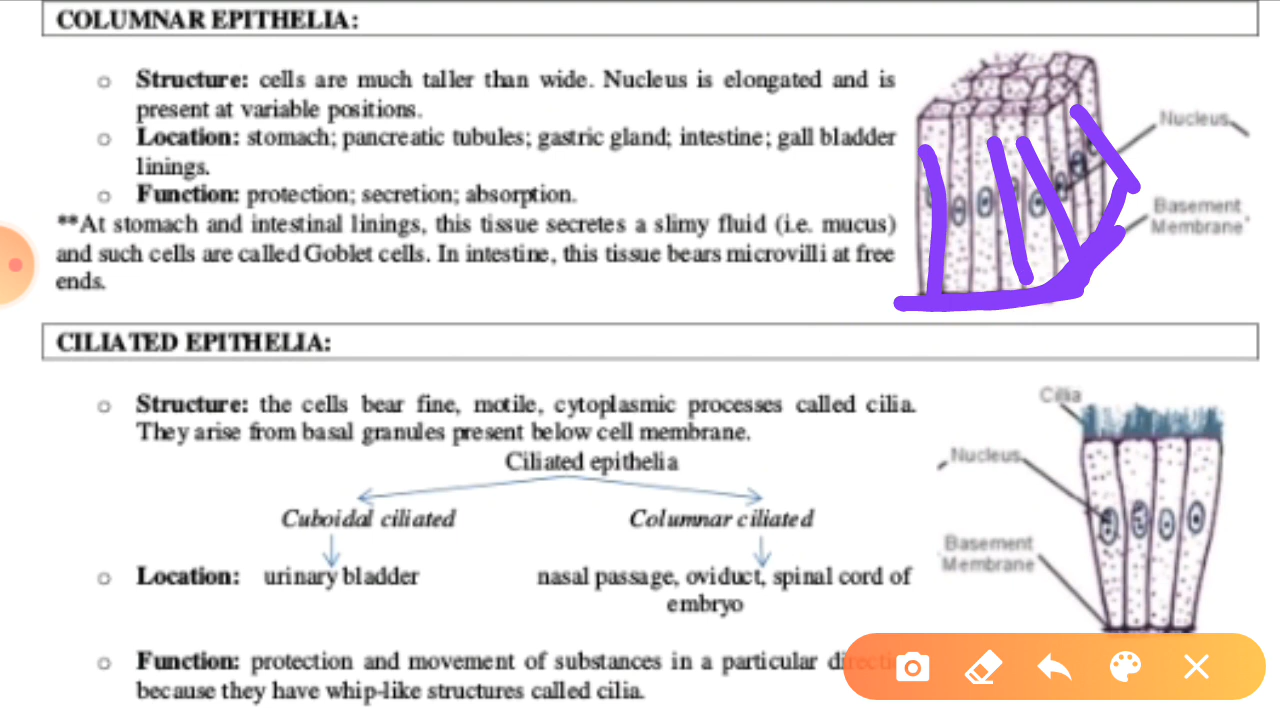 COLUMNAR EPITHELIA:
o Structure: cells are much taller than wide. Nucleus is elongated and is
present at variable positions.
o Location: stomach; pancreatic tubules; gastric gland; intestine; gall bladder
linings.
o Function: protection; secretion; absorption.
**At stomach and intestinal linings, this tissue secretes a slimy fluid (i.e. mucus)
and such cells are called Goblet cells. In intestine, this tissue bears microvilli at free
ends.
Nucleus
Basement
Membrane
CILIATED EPITHELIA:
o Structure: the cells bear fine, motile, cytoplasmic processes called cilia.
They arise from basal granules present below cell membrane.
Ciliated epithelia
Cuboidal ciliated Columnar ciliated
o Location: urinary bladder nasal passage, oviduct, spinal cord of
embryo
o Function: protection and movement of substances in a particular
because they have whip-like structures called cilia.
Cillia
Nucleus
Basement
Membrane